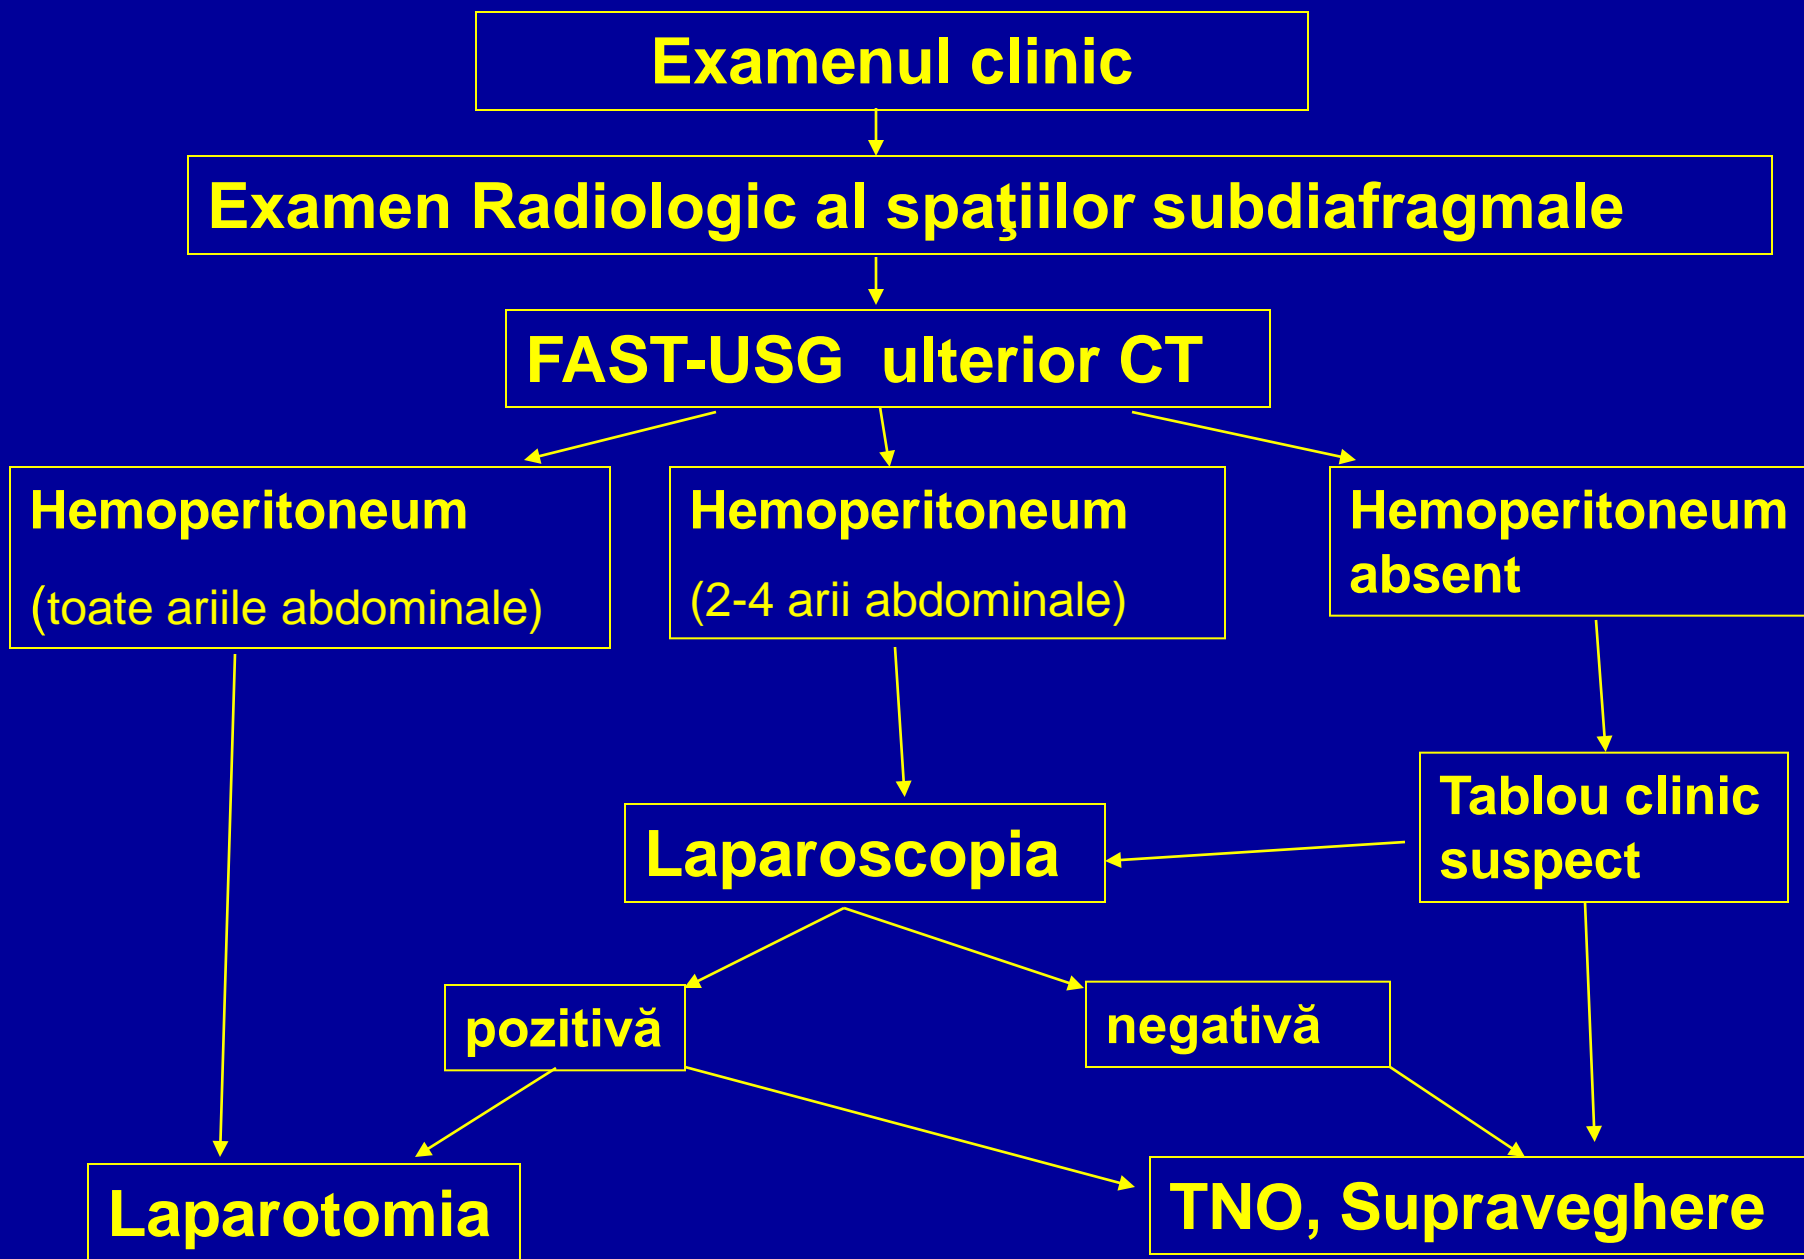 Examenul clinic
Examen Radiologic al spaţiilor subdiafragmale
FAST-USG ulterior CT
Hemoperitoneum
(toate ariile abdominale)
Hemoperitoneum
(2-4 arii abdominale)
Hemoperitoneum
absent
Tablou clinic
suspect
Laparoscopia
pozitivă
negativă
Laparotomia
TNO, Supraveghere